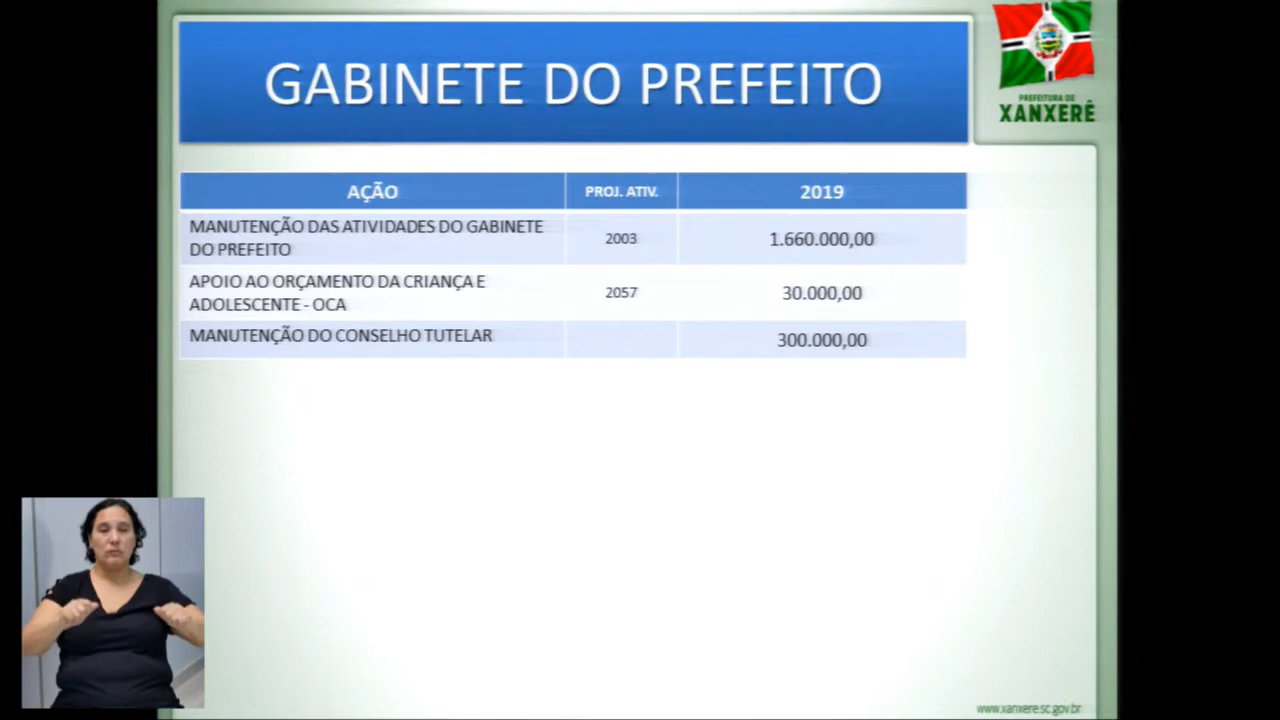 GABINETE DO PREFEITO
PREFEITURA DE
XANXERÊ
AÇÃO PROJ. ATIV. 2019
MANUTENÇÃO DAS ATIVIDADES DO GABINETE
DO PREFEITO 2003 1.660.000,00
APOIO AO ORÇAMENTO DA CRIANÇA E
ADOLESCENTE - OCA 2057 30.000,00
MANUTENÇÃO DO CONSELHO TUTELAR 300.000,00
www.xanxere.sc.gov.br